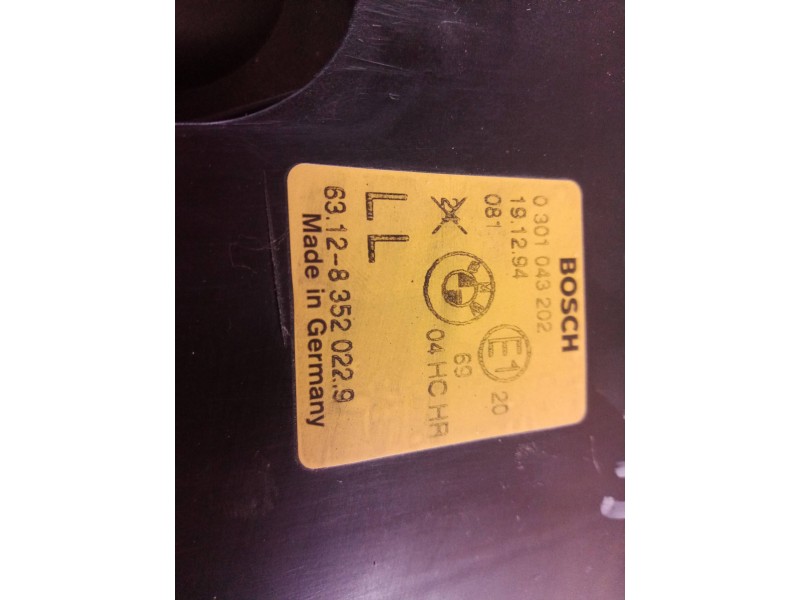 BOSCH
0 301 043 202
19.12.94
081
E1
20
69
24
04 HC HR
LL
63.12-8 352 022.9
Made in Germany